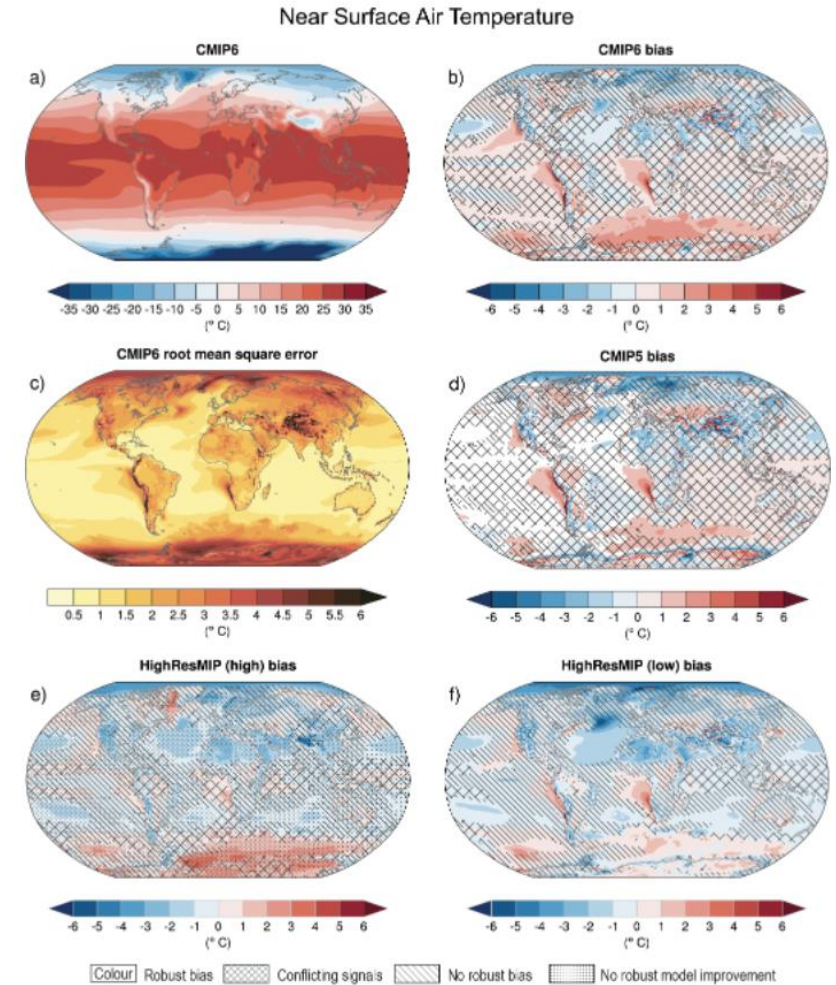 Near Surface Air Temperature
CMIP6
a)
-35 -30 -25 -20 -15 -10 -5 0 5 10 15 20 25 30 35
(° C)
CMIP6 bias
b)
-6 -5 -4 -3 -2 -1 0 1 2 3 4 5 6
(° C)
CMIP6 root mean square error
c)
0.5 1 1.5 2 2.5 3 3.5 4 4.5 5 5.5 6
(° C)
CMIP5 bias
d)
-6 -5 -4 -3 -2 -1 0 1 2 3 4 5 6
(° C)
HighResMIP (high) bias
e)
-6 -5 -4 -3 -2 -1 0 1 2 3 4 5 6
(° C)
HighResMIP (low) bias
f)
-6 -5 -4 -3 -2 -1 0 1 2 3 4 5 6
(° C)
Colour Robust bias Conflicting signals No robust bias No robust model improvement